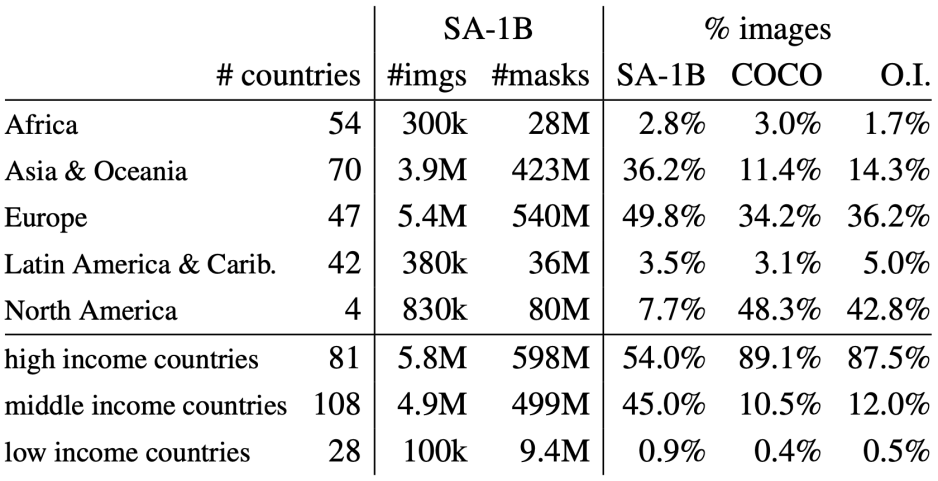 SA-1B % images
# countries #imgs #masks SA-1B COCO O.I.
Africa 54 300k 28M 2.8% 3.0% 1.7%
Asia & Oceania 70 3.9M 423M 36.2% 11.4% 14.3%
Europe 47 5.4M 540M 49.8% 34.2% 36.2%
Latin America & Carib. 42 380k 36M 3.5% 3.1% 5.0%
North America 4 830k 80M 7.7% 48.3% 42.8%
high income countries 81 5.8M 598M 54.0% 89.1% 87.5%
middle income countries 108 4.9M 499M 45.0% 10.5% 12.0%
low income countries 28 100k 9.4M 0.9% 0.4% 0.5%